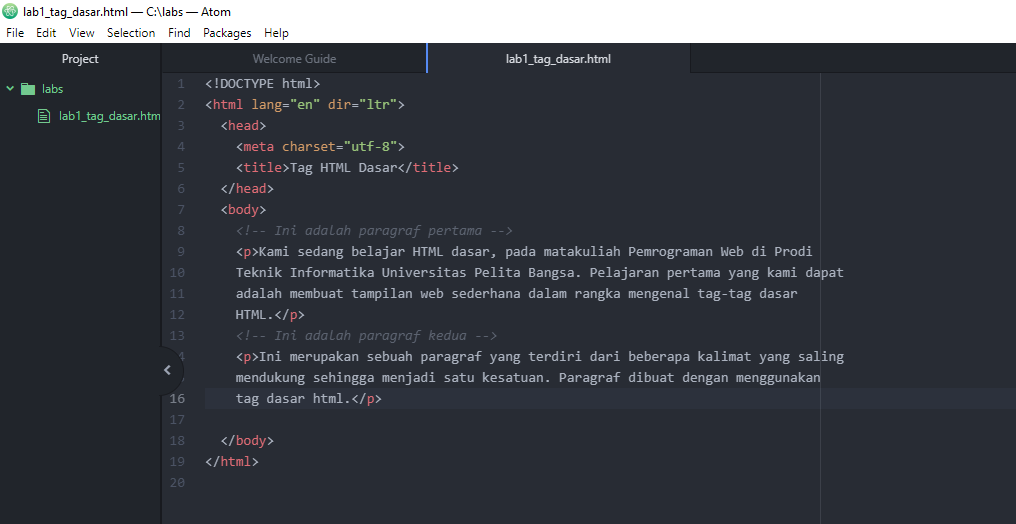 lab1_tag_dasar.html — C:\labs — Atom
File Edit View Selection Find Packages Help
Project
Welcome Guide
lab1_tag_dasar.html
labs
lab1_tag_dasar.htm
1 <!DOCTYPE html>
2 <html lang="en" dir="ltr">
3 <head>
4 <meta charset="utf-8">
5 <title>Tag HTML Dasar</title>
6 </head>
7 <body>
8 <!-- Ini adalah paragraf pertama -->
9 <p>Kami sedang belajar HTML dasar, pada matakuliah Pemrograman Web di Prodi
10 Teknik Informatika Universitas Pelita Bangsa. Pelajaran pertama yang kami dapat
11 adalah membuat tampilan web sederhana dalam rangka mengenal tag-tag dasar
12 HTML.</p>
13 <!-- Ini adalah paragraf kedua -->
<p>Ini merupakan sebuah paragraf yang terdiri dari beberapa kalimat yang saling
mendukung sehingga menjadi satu kesatuan. Paragraf dibuat dengan menggunakan
16 tag dasar html.</p>
17
18 </body>
19 </html>
20